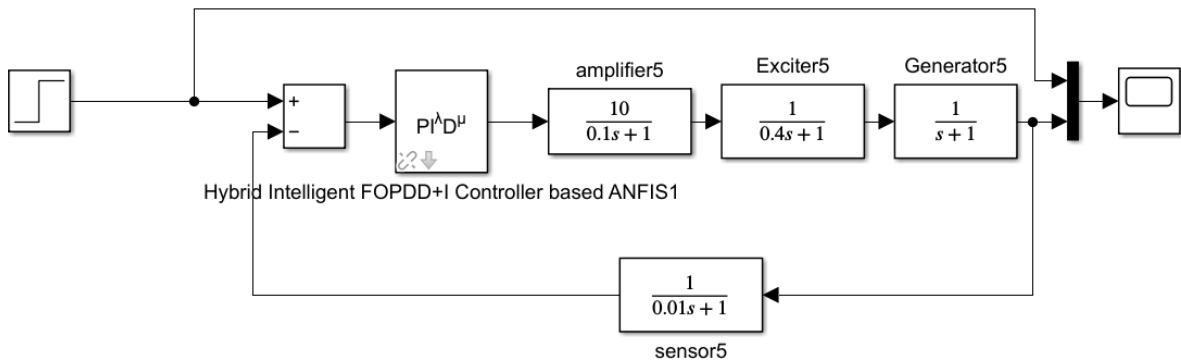 amplifier5
Exciter5
Generator5
+
−
PI^λD^μ
10
0.1s + 1
1
0.4s + 1
1
s + 1
Hybrid Intelligent FOPDD+I Controller based ANFIS1
1
0.01s + 1
sensor5